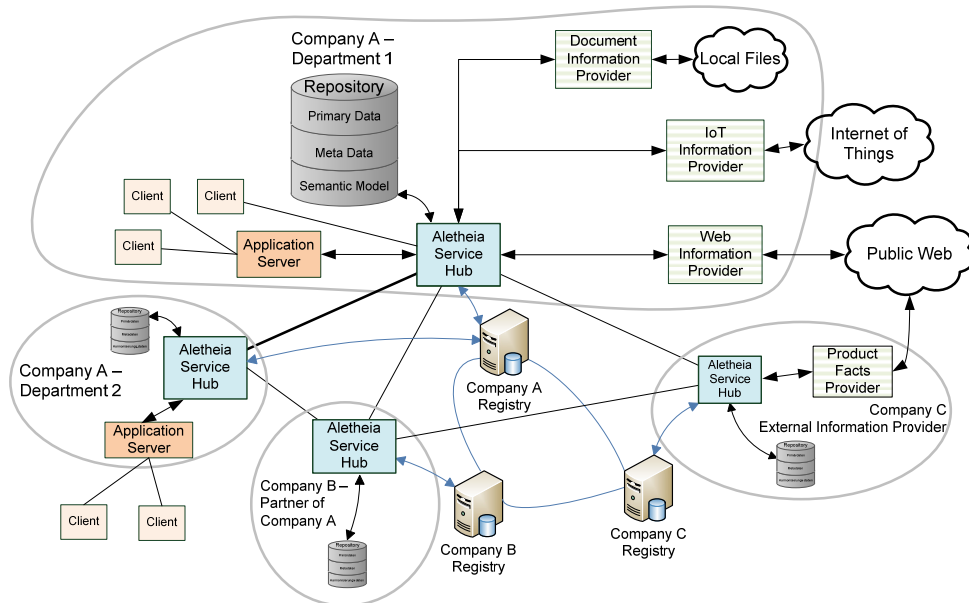 Company A –
Department 1
Repository
Primary Data
Meta Data
Semantic Model
Document
Information
Provider
Local Files
IoT
Information
Provider
Internet of
Things
Client
Client
Client
Application
Server
Aletheia
Service
Hub
Web
Information
Provider
Public Web
Repository
Company A –
Department 2
Aletheia
Service
Hub
Application
Server
Client
Client
Company A
Registry
Aletheia
Service
Hub
Product
Facts
Provider
Company C
External Information Provider
Repository
Aletheia
Service
Hub
Company B –
Partner of
Company A
Repository
Company B
Registry
Company C
Registry